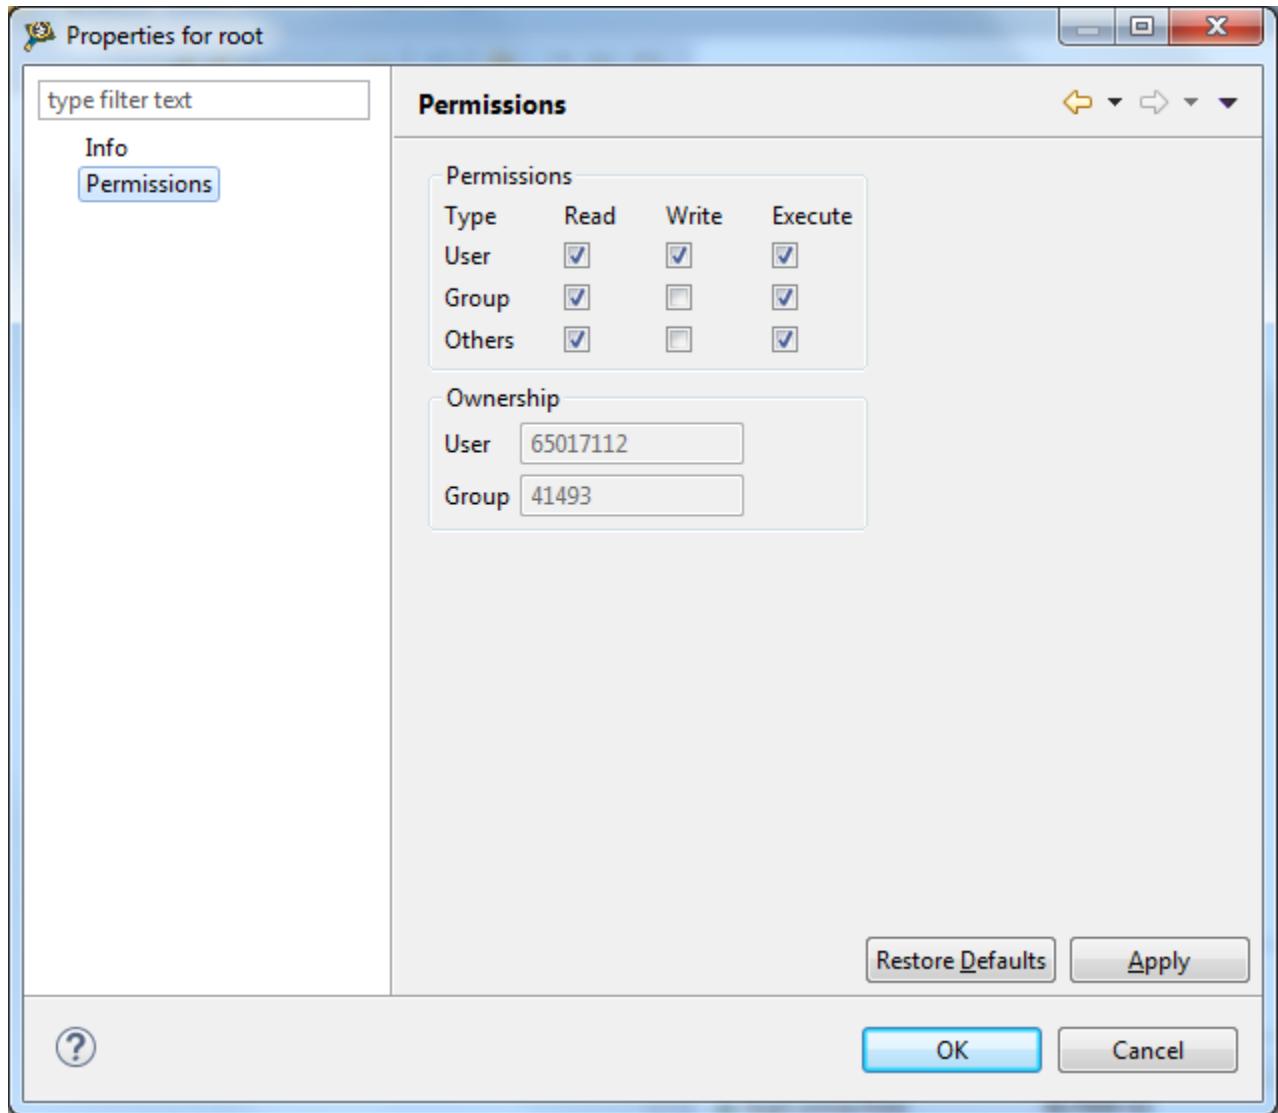 Properties for root
type filter text
Info
Permissions
Permissions
Permissions
Type Read Write Execute
User
Group
Others
Ownership
User 65017112
Group 41493
Restore Defaults Apply
OK Cancel